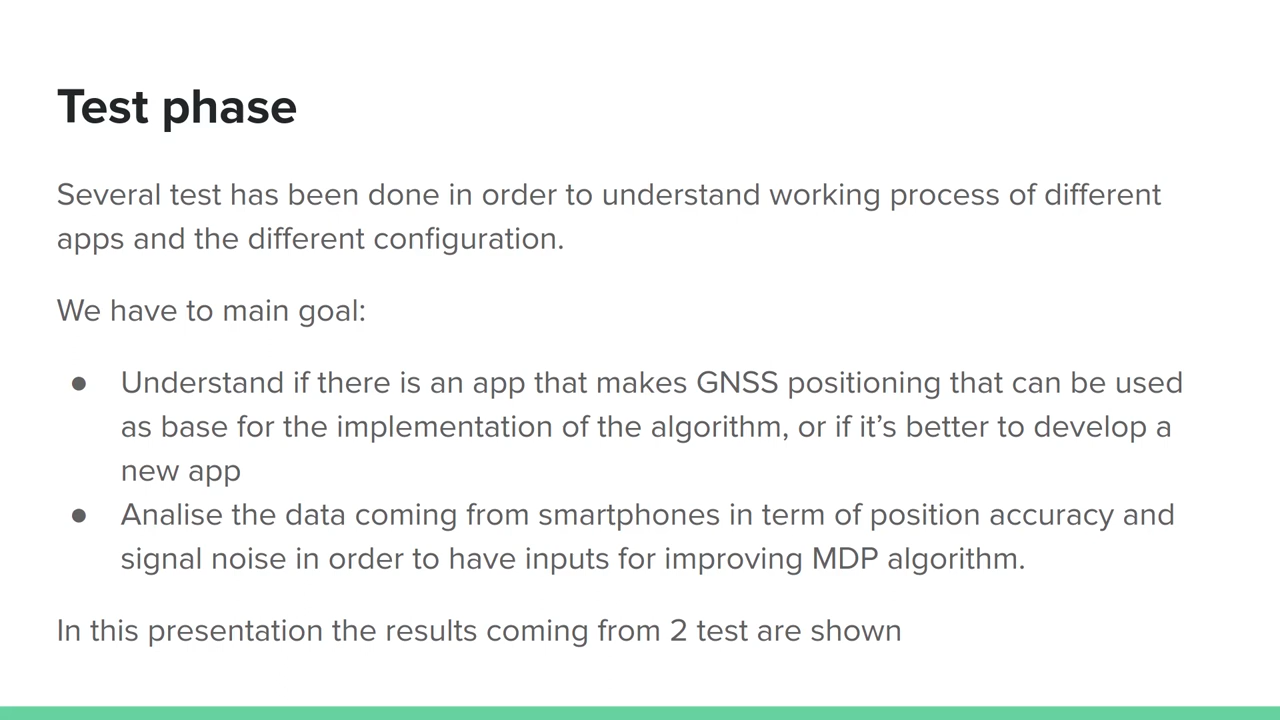 Test phase
Several test has been done in order to understand working process of different
apps and the different configuration.
We have to main goal:
● Understand if there is an app that makes GNSS positioning that can be used
as base for the implementation of the algorithm, or if it’s better to develop a
new app
● Analise the data coming from smartphones in term of position accuracy and
signal noise in order to have inputs for improving MDP algorithm.
In this presentation the results coming from 2 test are shown